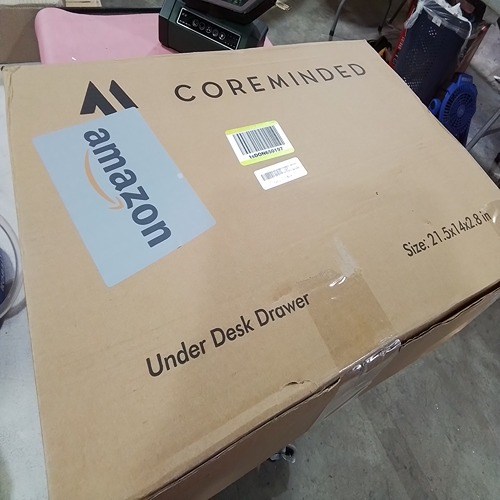 COREMINDED
amazon
Under Desk Drawer
Size: 21.5x14x2.8 in